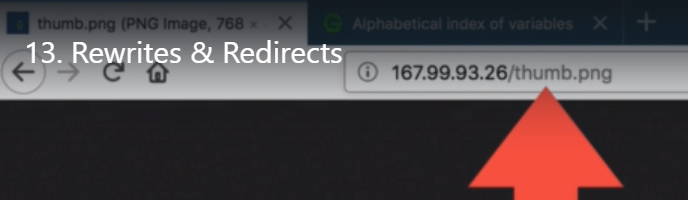 thumb.png (PNG Image, 768 ×
Alphabetical index of variables
13. Rewrites & Redirects
167.99.93.26/thumb.png